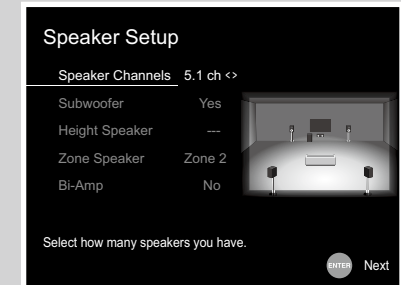 Speaker Setup
Speaker Channels 5.1 ch <>
Subwoofer Yes
Height Speaker ---
Zone Speaker Zone 2
Bi-Amp No
Select how many speakers you have.
ENTER Next